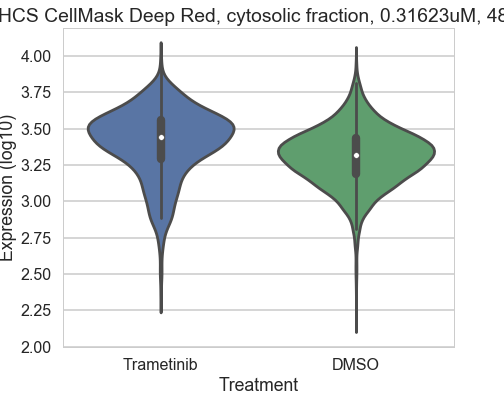 HCS CellMask Deep Red, cytosolic fraction, 0.31623uM, 48
4.00
3.75
3.50
3.25
3.00
2.75
2.50
2.25
2.00
Expression (log10)
Trametinib DMSO
Treatment